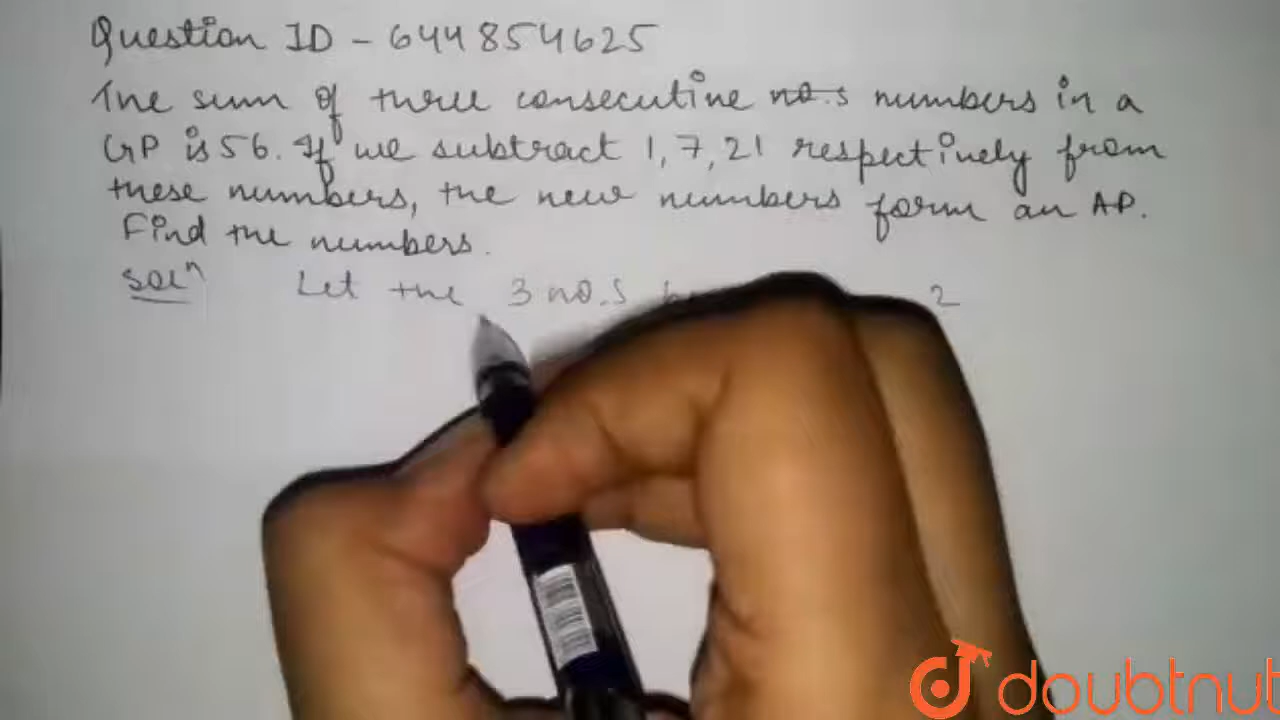 Question ID - 644854625
The sum of three consecutive no.s numbers in a
GP is 56. If we subtract 1, 7, 21 respectively from
these numbers, the new numbers form an AP.
Find the numbers.
Solⁿ Let the 3 no.s 2
doubtnut